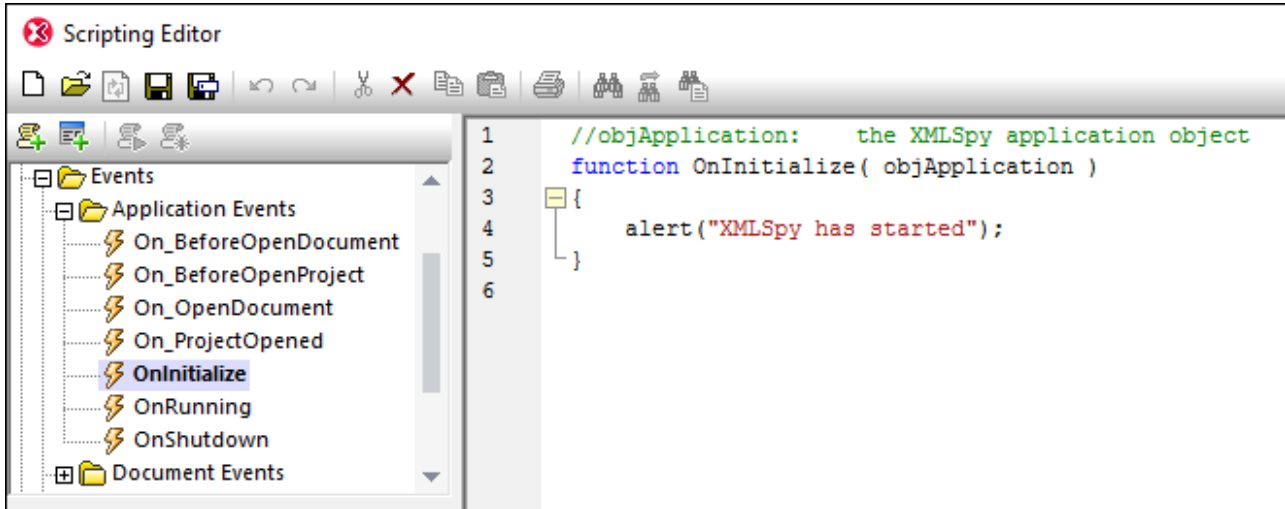 Scripting Editor
Events
Application Events
On_BeforeOpenDocument
On_BeforeOpenProject
On_OpenDocument
On_ProjectOpened
OnInitialize
OnRunning
OnShutdown
Document Events
1 //objApplication: the XMLSpy application object
2 function OnInitialize( objApplication )
3 {
4 alert("XMLSpy has started");
5 }
6